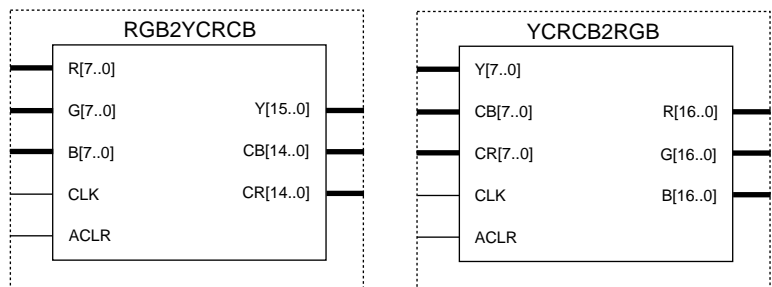 RGB2YCRCB
R[7..0]
G[7..0] Y[15..0]
B[7..0] CB[14..0]
CLK CR[14..0]
ACLR
YCRCB2RGB
Y[7..0]
CB[7..0] R[16..0]
CR[7..0] G[16..0]
CLK B[16..0]
ACLR